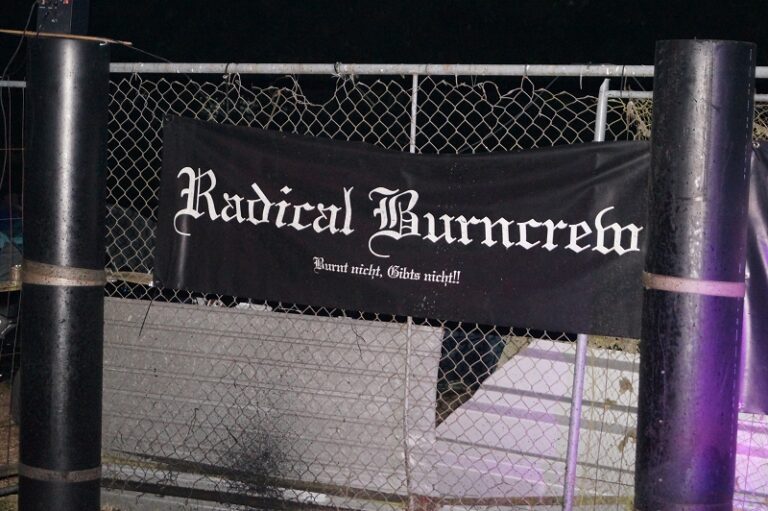 Radical Burncrew
Burnt nicht, Gibts nicht!!